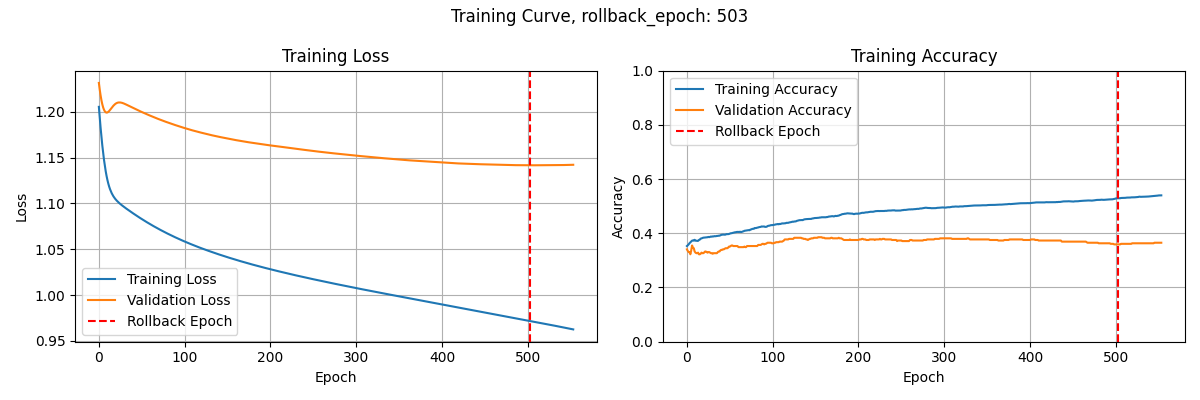 Training Curve, rollback_epoch: 503
Training Loss
Loss
1.20
1.15
1.10
1.05
1.00
0.95
Training Loss
Validation Loss
Rollback Epoch
0 100 200 300 400 500
Epoch
Training Accuracy
Accuracy
1.0
0.8
0.6
0.4
0.2
0.0
Training Accuracy
Validation Accuracy
Rollback Epoch
0 100 200 300 400 500
Epoch